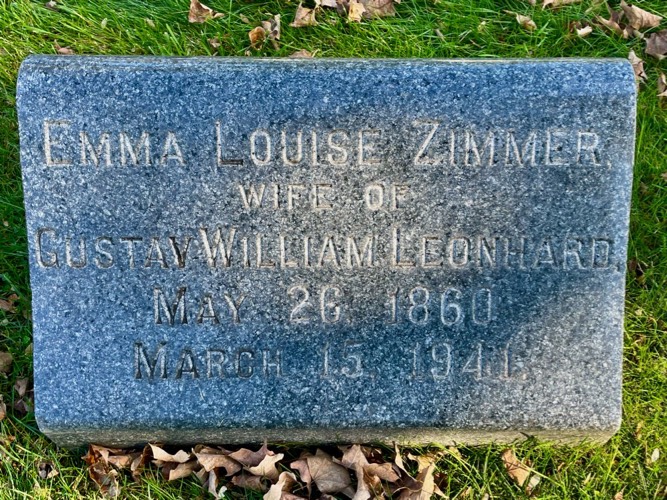 EMMA LOUISE ZIMMER,
WIFE OF
GUSTAV WILLIAM LEONHARD,
MAY 26 1860
MARCH 15, 1941.